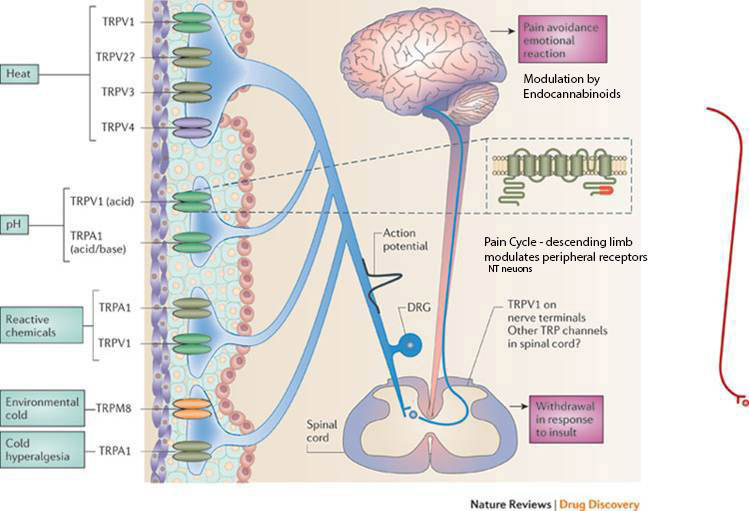 Heat
TRPV1
TRPV2?
TRPV3
TRPV4
pH
TRPV1 (acid)
TRPA1
(acid/base)
Reactive
chemicals
TRPA1
TRPV1
Environmental
cold
TRPM8
Cold
hyperalgesia
TRPA1
Action
potential
DRG
Spinal
cord
Pain avoidance
emotional
reaction
Modulation by
Endocannabinoids
Pain Cycle - descending limb
modulates peripheral receptors
NT neuons
TRPV1 on
nerve terminals
Other TRP channels
in spinal cord?
Withdrawal
in response
to insult
Nature Reviews | Drug Discovery